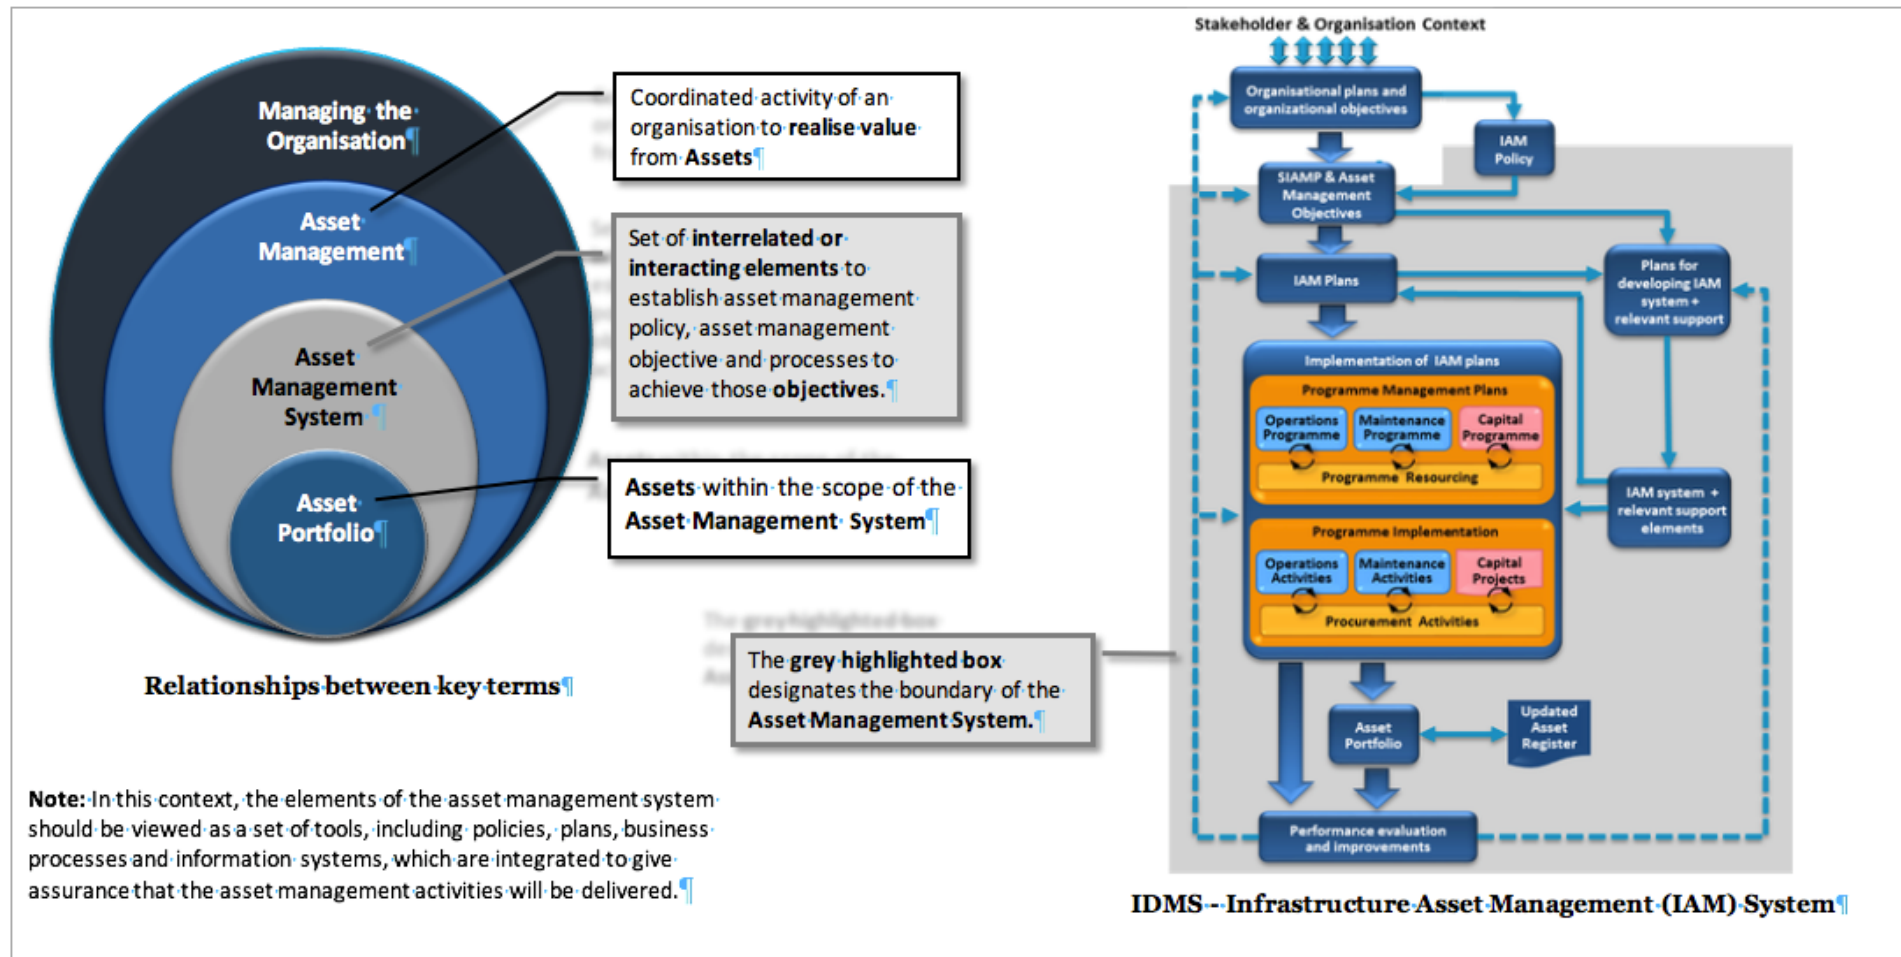 Managing the
Organisation¶
Asset
Management¶
Asset
Management
System ¶
Asset
Portfolio¶
Relationships between key terms¶
Coordinated activity of an
organisation to realise value
from Assets¶
Set of interrelated or
interacting elements to
establish asset management
policy, asset management
objective and processes to
achieve those objectives.¶
Assets within the scope of the
Asset Management System¶
The grey highlighted box
designates the boundary of the
Asset Management System.¶
Note: In this context, the elements of the asset management system
should be viewed as a set of tools, including policies, plans, business
processes and information systems, which are integrated to give
assurance that the asset management activities will be delivered.¶
Stakeholder & Organisation Context
Organisational plans and
organizational objectives
IAM
Policy
SIAMP & Asset
Management
Objectives
IAM Plans
Plans for
developing IAM
system +
relevant support
Implementation of IAM plans
Programme Management Plans
Operations
Programme
Maintenance
Programme
Capital
Programme
Programme Resourcing
IAM system +
relevant support
elements
Programme Implementation
Operations
Activities
Maintenance
Activities
Capital
Projects
Procurement Activities
Asset
Portfolio
Updated
Asset
Register
Performance evaluation
and improvements
IDMS - Infrastructure Asset Management (IAM) System¶